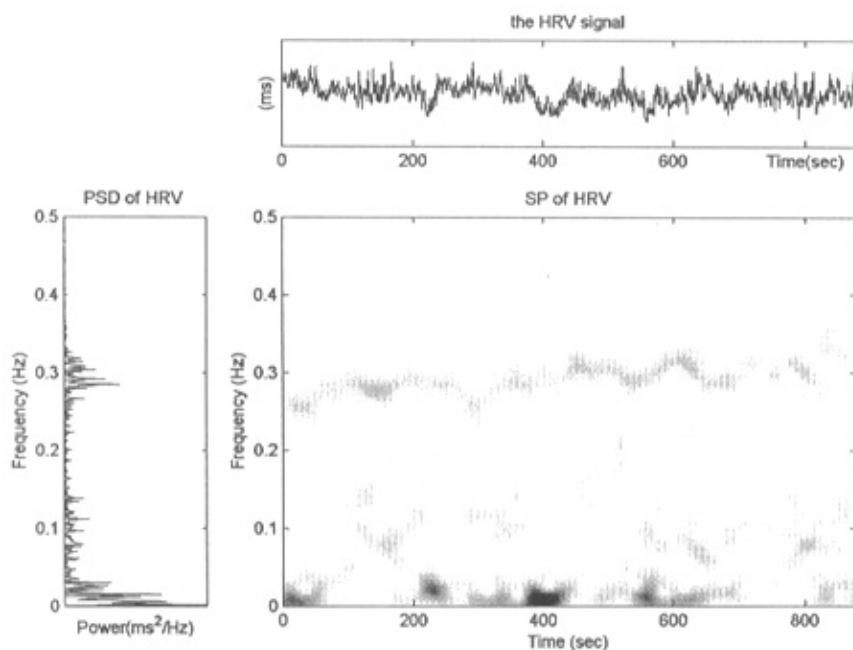 the HRV signal
(ms)
0 200 400 600 Time(sec)
PSD of HRV
0.5
0.4
0.3
0.2
0.1
0
Frequency (Hz)
Power(ms²/Hz)
SP of HRV
0.5
0.4
0.3
0.2
0.1
0
Frequency (Hz)
0 200 400 600 800
Time (sec)